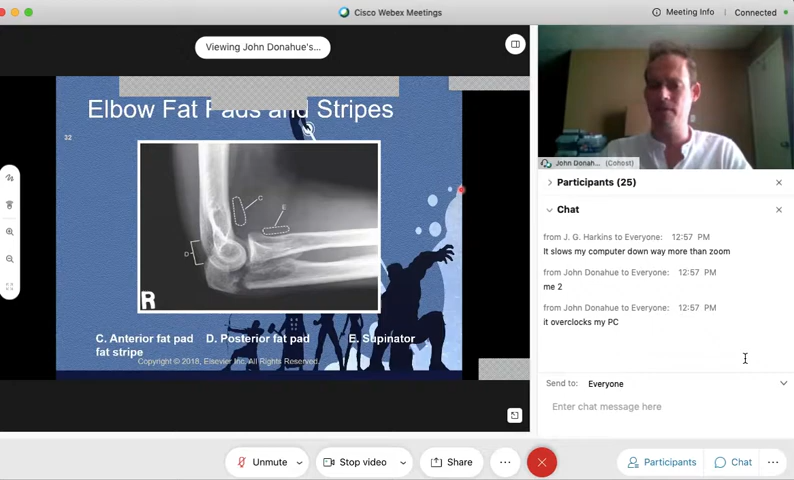 Cisco Webex Meetings
Meeting Info
Connected
Viewing John Donahue's...
Elbow Fat Pads and Stripes
32
C
E
D
R
C. Anterior fat pad D. Posterior fat pad E. Supinator
fat stripe
Copyright © 2018, Elsevier Inc. All Rights Reserved.
John Donah... (Cohost)
Participants (25)
Chat
from J. G. Harkins to Everyone: 12:57 PM
It slows my computer down way more than zoom
from John Donahue to Everyone: 12:57 PM
me 2
from John Donahue to Everyone: 12:57 PM
it overclocks my PC
Send to: Everyone
Enter chat message here
Unmute
Stop video
Share
Participants
Chat